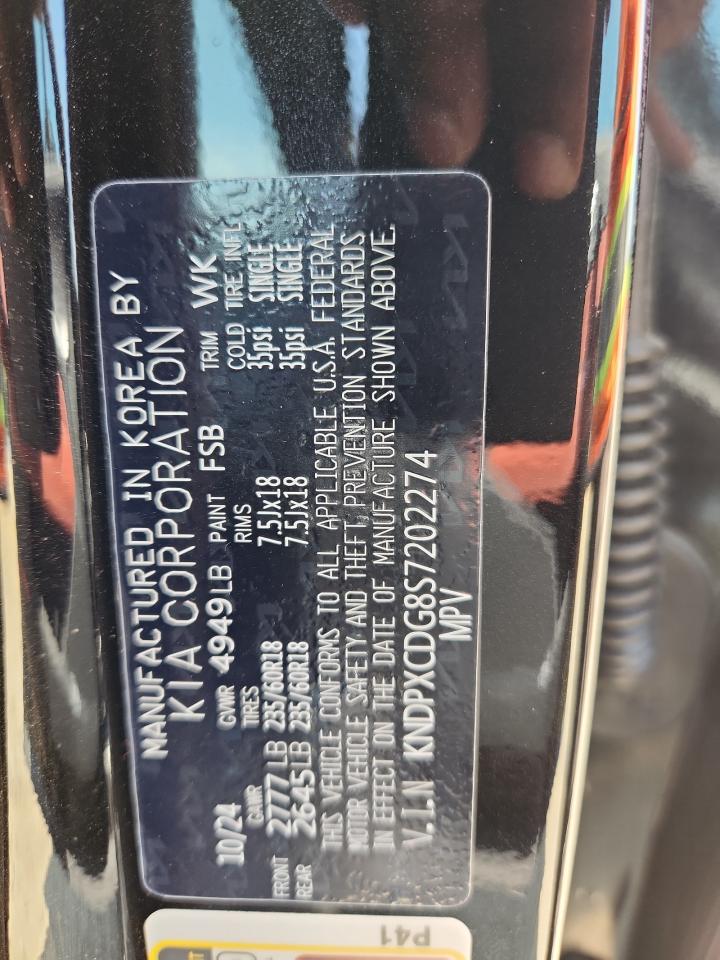 MANUFACTURED IN KOREA BY
KIA CORPORATION
10/24 GVWR 4949LB PAINT FSB TRIM WK
GAWR TIRES RIMS COLD TIRE INFL
FRONT 2777LB 235/60R18 7.5Jx18 35psi SINGLE
REAR 2645LB 235/60R18 7.5Jx18 35psi SINGLE
THIS VEHICLE CONFORMS TO ALL APPLICABLE U.S.A. FEDERAL
MOTOR VEHICLE SAFETY AND THEFT PREVENTION STANDARDS
IN EFFECT ON THE DATE OF MANUFACTURE SHOWN ABOVE.
V.I.N KNDPXCDG8S7202274
MPV
P41